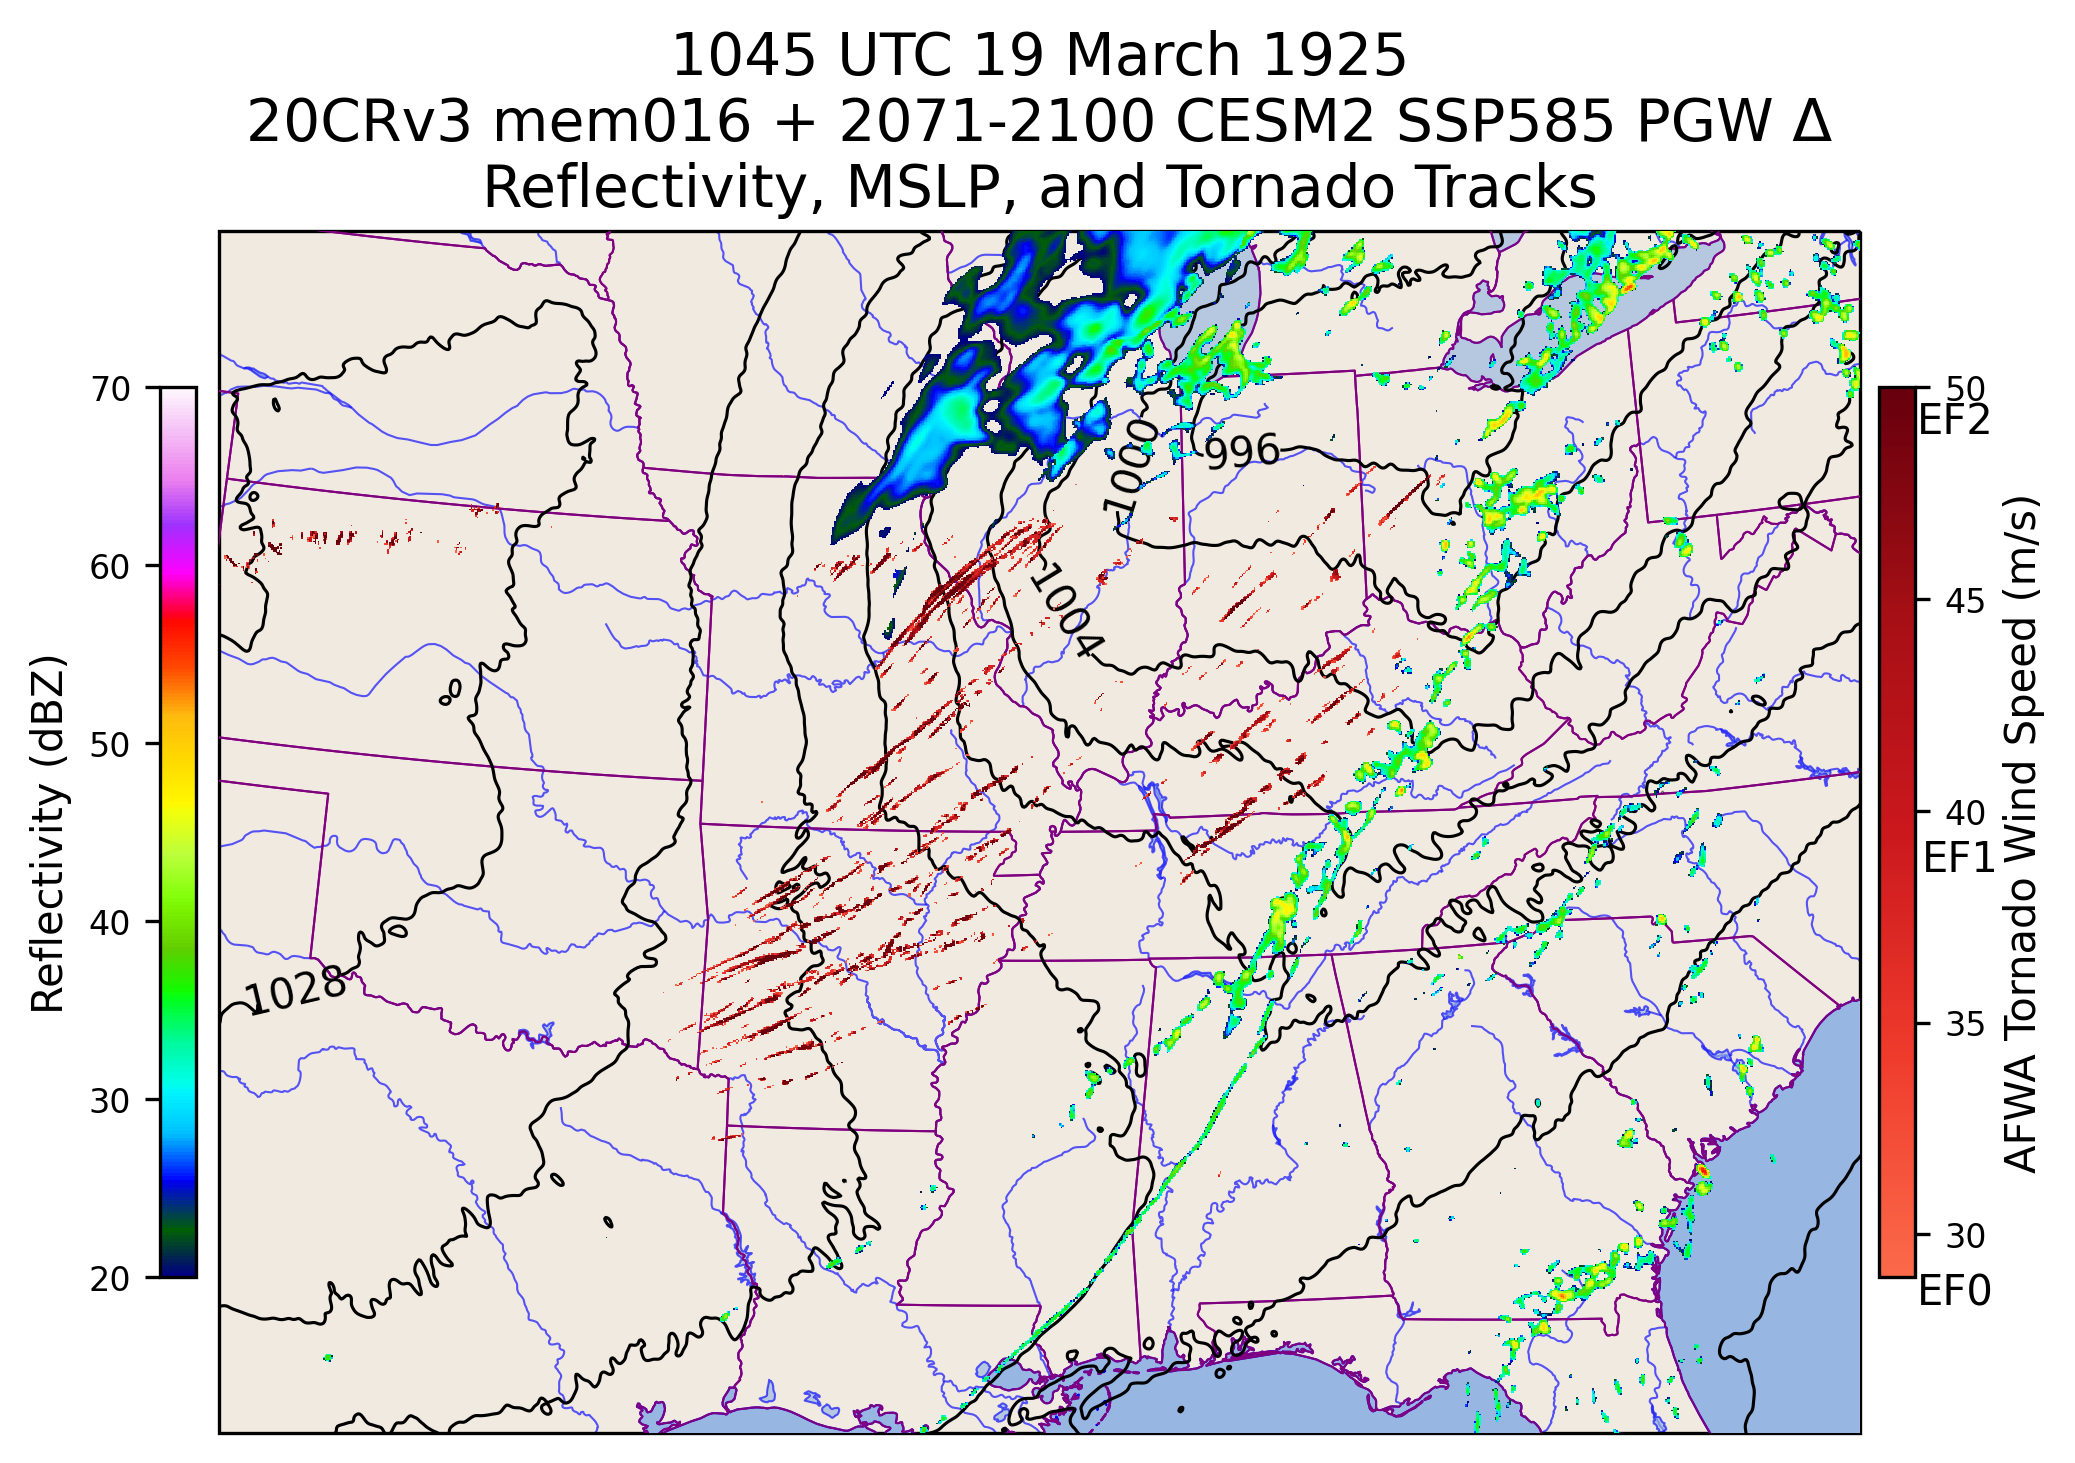 1045 UTC 19 March 1925
20CRv3 mem016 + 2071-2100 CESM2 SSP585 PGW Δ
Reflectivity, MSLP, and Tornado Tracks
70
60
50
40
30
20
Reflectivity (dBZ)
1000
996
1004
1028
50
EF2
45
40
EF1
35
30
EF0
AFWA Tornado Wind Speed (m/s)